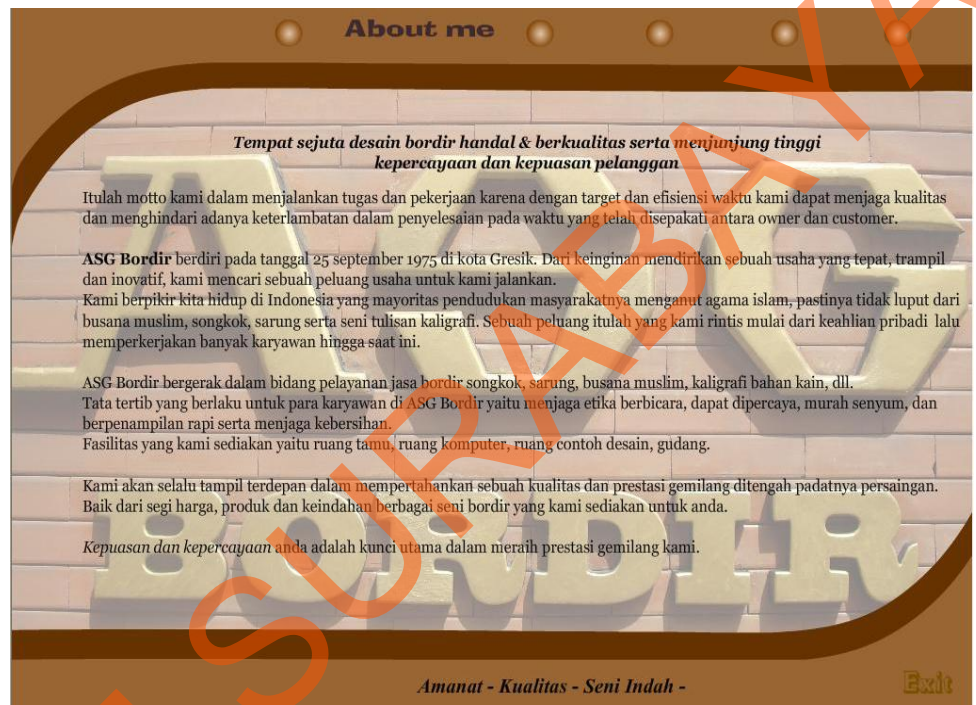 About me
Tempat sejuta desain bordir handal & berkualitas serta menjunjung tinggi
kepercayaan dan kepuasan pelanggan
Itulah motto kami dalam menjalankan tugas dan pekerjaan karena dengan target dan efisiensi waktu kami dapat menjaga kualitas
dan menghindari adanya keterlambatan dalam penyelesaian pada waktu yang telah disepakati antara owner dan customer.
ASG Bordir berdiri pada tanggal 25 september 1975 di kota Gresik. Dari keinginan mendirikan sebuah usaha yang tepat, trampil
dan inovatif, kami mencari sebuah peluang usaha untuk kami jalankan.
Kami berpikir kita hidup di Indonesia yang mayoritas pendudukan masyarakatnya menganut agama islam, pastinya tidak luput dari
busana muslim, songkok, sarung serta seni tulisan kaligrafi. Sebuah peluang itulah yang kami rintis mulai dari keahlian pribadi lalu
memperkerjakan banyak karyawan hingga saat ini.
ASG Bordir bergerak dalam bidang pelayanan jasa bordir songkok, sarung, busana muslim, kaligrafi bahan kain, dll.
Tata tertib yang berlaku untuk para karyawan di ASG Bordir yaitu menjaga etika berbicara, dapat dipercaya, murah senyum, dan
berpenampilan rapi serta menjaga kebersihan.
Fasilitas yang kami sediakan yaitu ruang tamu, ruang komputer, ruang contoh desain, gudang.
Kami akan selalu tampil terdepan dalam mempertahankan sebuah kualitas dan prestasi gemilang ditengah padatnya persaingan.
Baik dari segi harga, produk dan keindahan berbagai seni bordir yang kami sediakan untuk anda.
Kepuasan dan kepercayaan anda adalah kunci utama dalam meraih prestasi gemilang kami.
ASG
BORDIR
Amanat - Kualitas - Seni Indah -
Exit
SURABAYA